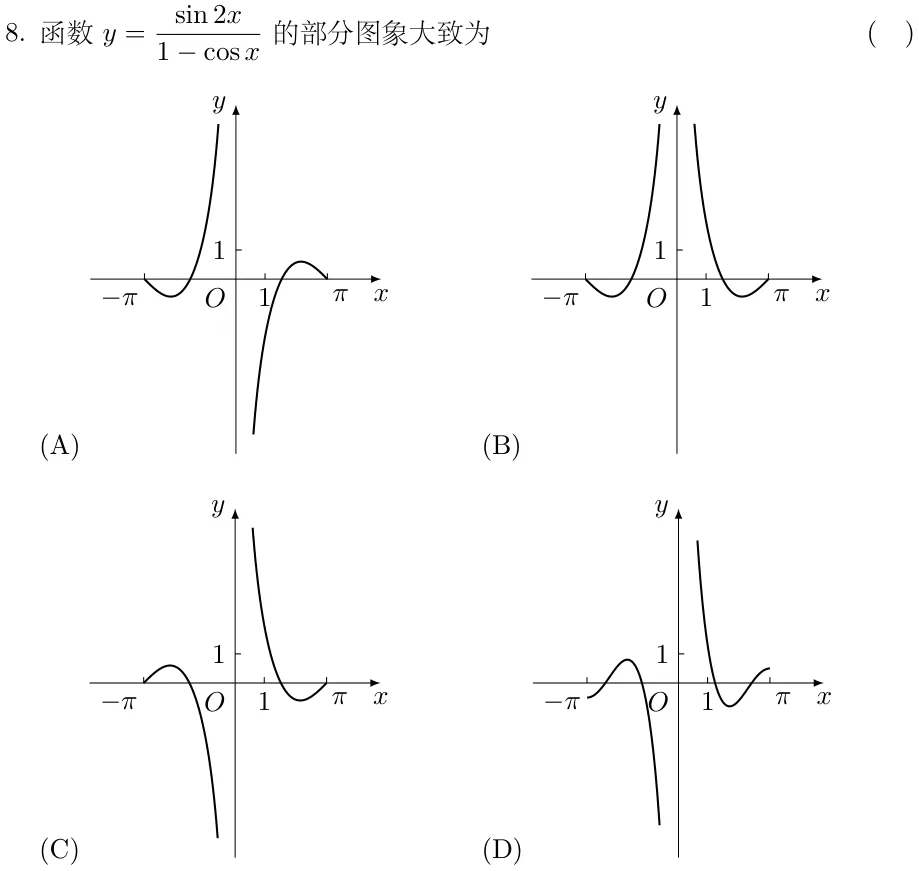 8. 函数 $y = \dfrac{\sin 2x}{1 - \cos x}$ 的部分图象大致为 (   )
y y
1 1
−π O 1 π x −π O 1 π x
(A) (B)
y y
1 1
−π O 1 π x −π O 1 π x
(C) (D)